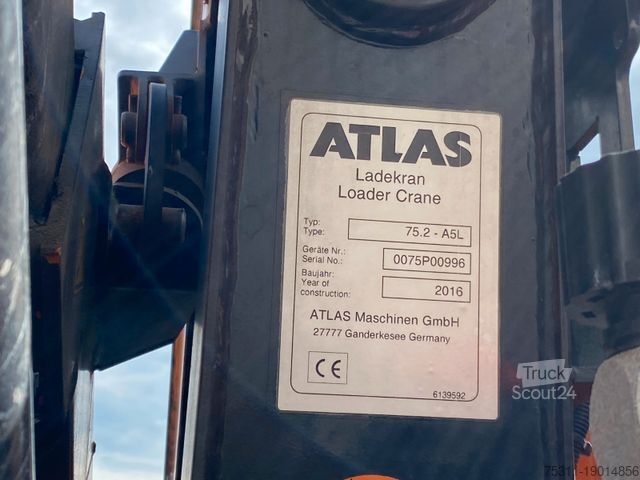 ATLAS
Ladekran
Loader Crane
Typ:
Type: 75.2 - A5L
Geräte Nr.:
Serial No.: 0075P00996
Baujahr:
Year of
construction: 2016
ATLAS Maschinen GmbH
27777 Ganderkesee Germany
CE
6139592
Truck
Scout24
75311-19014856